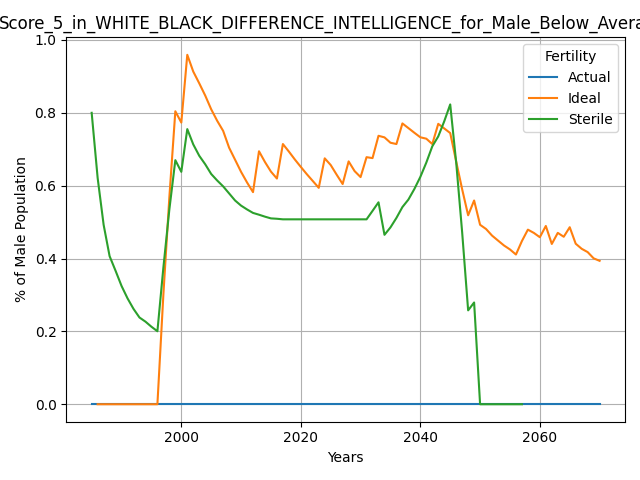 Score_5_in_WHITE_BLACK_DIFFERENCE_INTELLIGENCE_for_Male_Below_Avera
Fertility
Actual
Ideal
Sterile
1.0
0.8
0.6
0.4
0.2
0.0
% of Male Population
2000 2020 2040 2060
Years